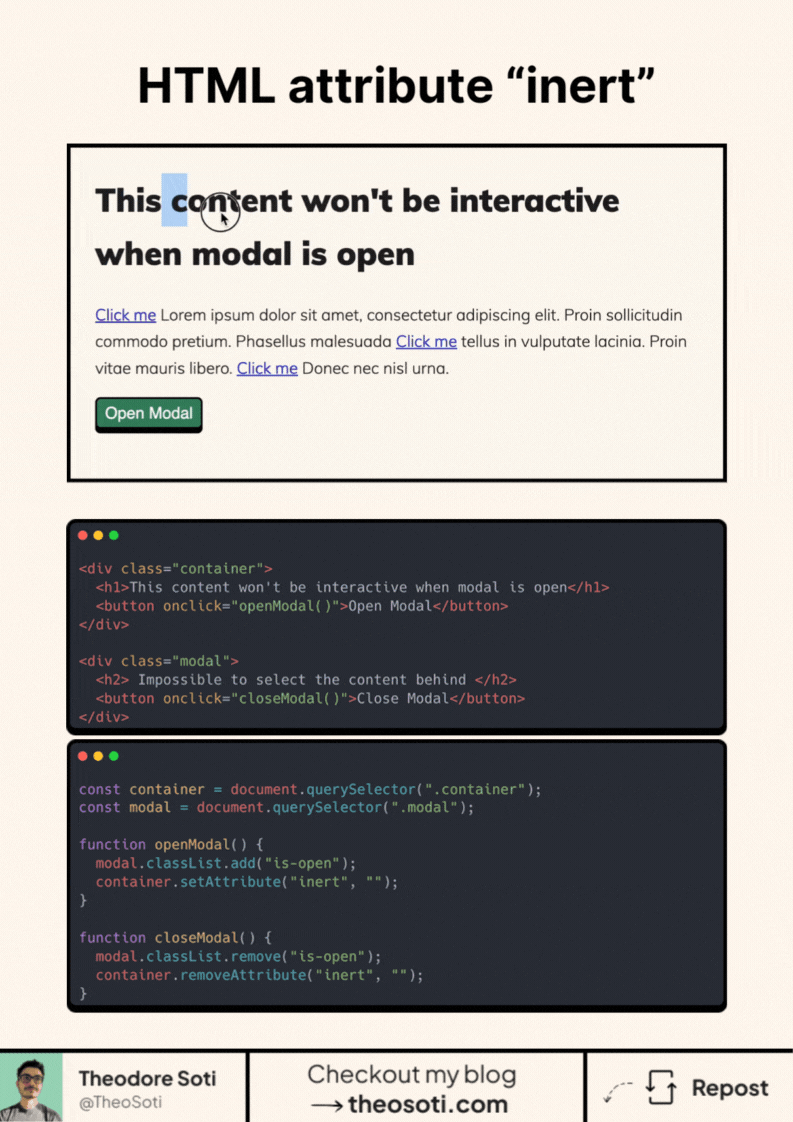 HTML attribute “inert”
This content won't be interactive
when modal is open
Click me Lorem ipsum dolor sit amet, consectetur adipiscing elit. Proin sollicitudin
commodo pretium. Phasellus malesuada Click me tellus in vulputate lacinia. Proin
vitae mauris libero. Click me Donec nec nisl urna.
Open Modal
<div class="container">
  <h1>This content won't be interactive when modal is open</h1>
  <button onclick="openModal()">Open Modal</button>
</div>
<div class="modal">
  <h2> Impossible to select the content behind </h2>
  <button onclick="closeModal()">Close Modal</button>
</div>
const container = document.querySelector(".container");
const modal = document.querySelector(".modal");
function openModal() {
  modal.classList.add("is-open");
  container.setAttribute("inert", "");
}
function closeModal() {
  modal.classList.remove("is-open");
  container.removeAttribute("inert", "");
}
Theodore Soti
@TheoSoti
Checkout my blog
→ theosoti.com
Repost